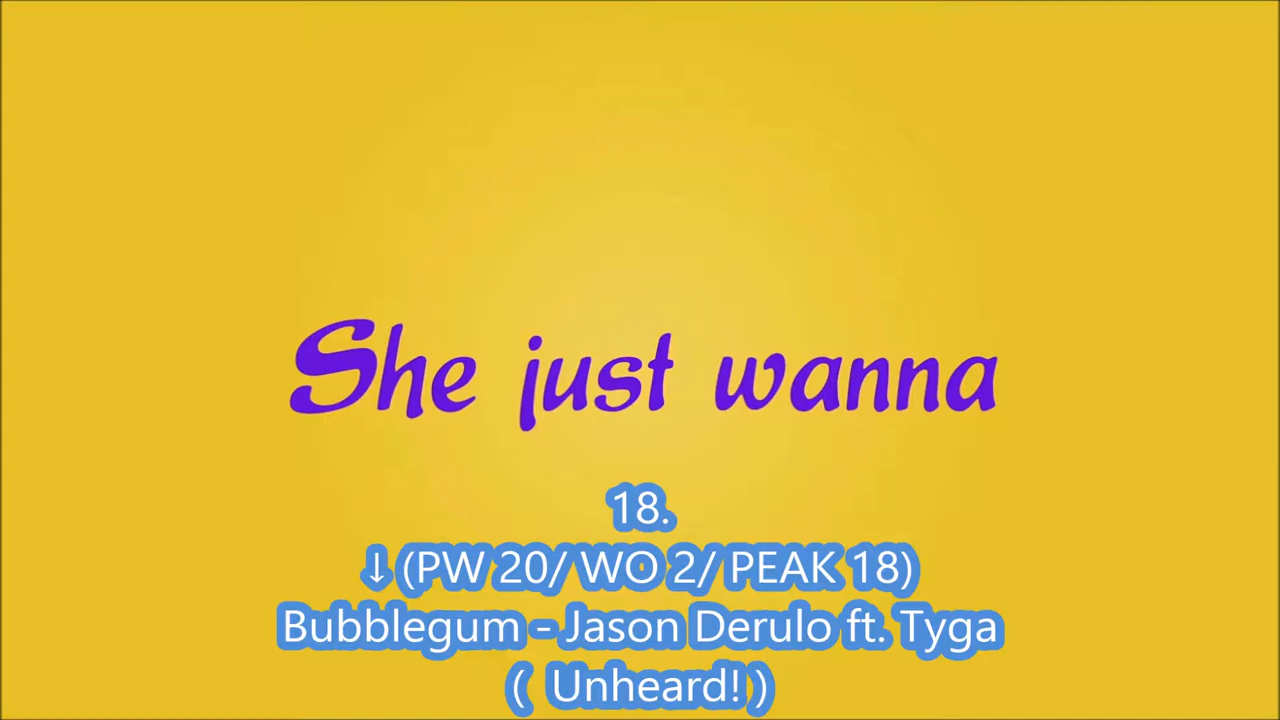 She just wanna
18.
↓(PW 20/ WO 2/ PEAK 18)
Bubblegum - Jason Derulo ft. Tyga
(  Unheard! )